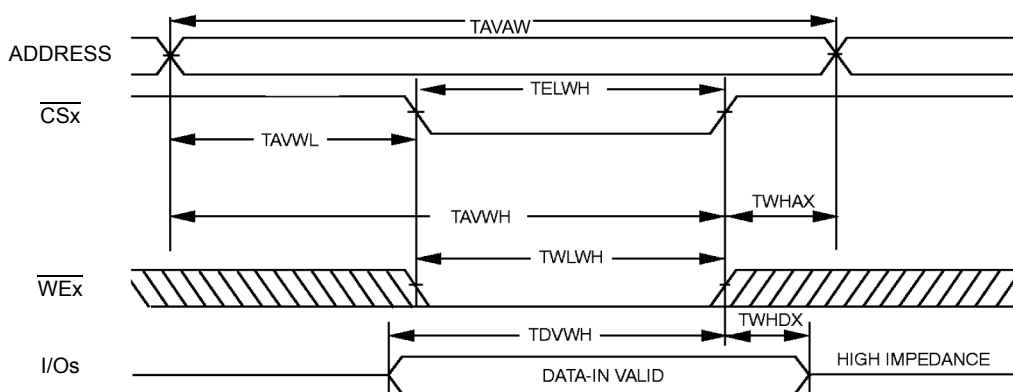 TAVAW
ADDRESS
TELWH
CSx
TAVWL
TAVWH
TWHAX
TWLWH
WEx
TDVWH
TWHDX
I/Os
DATA-IN VALID
HIGH IMPEDANCE